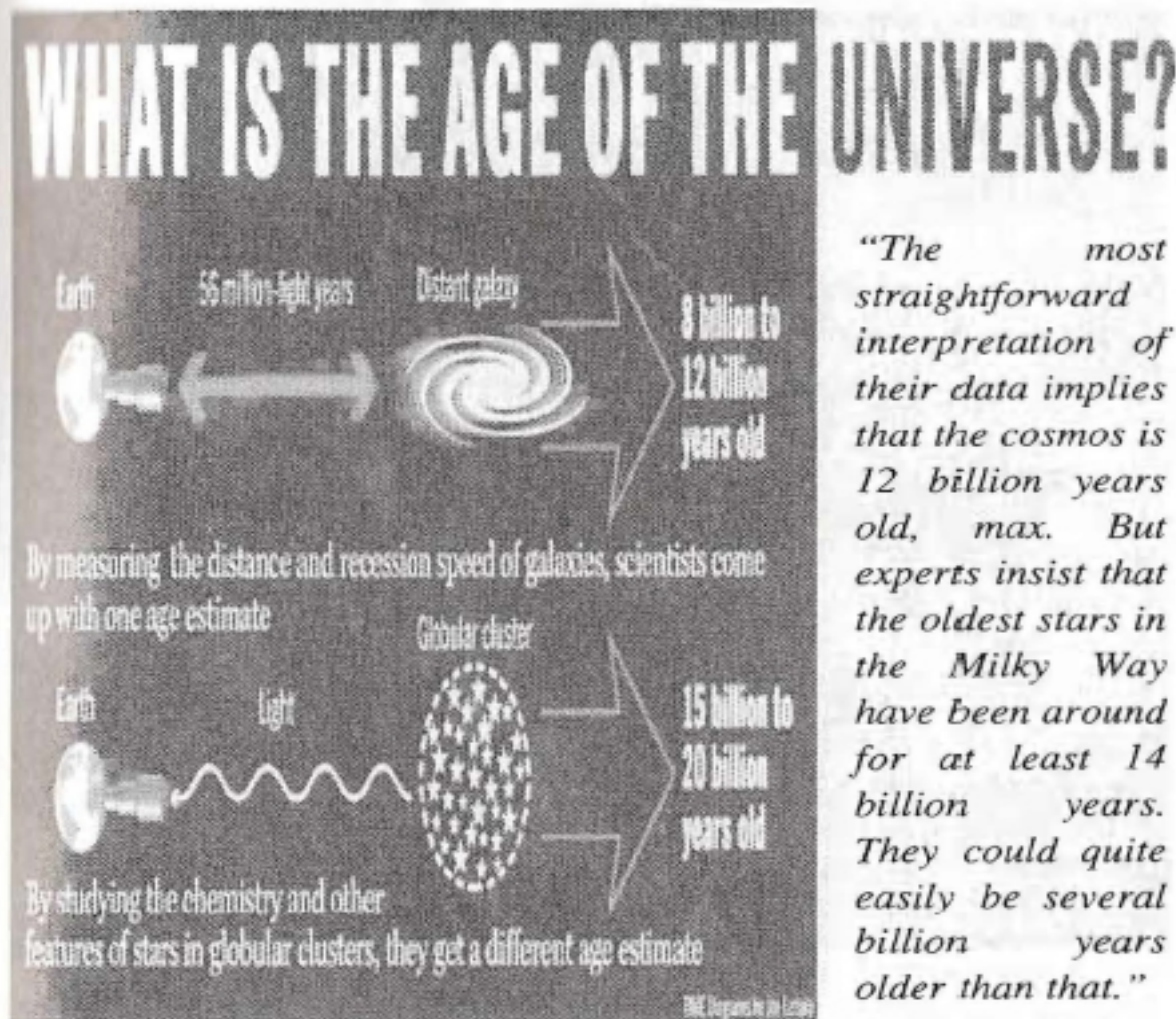 WHAT IS THE AGE OF THE UNIVERSE?
Earth
56 million-light years
Distant galaxy
8 billion to
12 billion
years old
By measuring the distance and recession speed of galaxies, scientists come
up with one age estimate
Globular cluster
Earth
Light
15 billion to
20 billion
years old
By studying the chemistry and other
features of stars in globular clusters, they get a different age estimate
“The most
straightforward
interpretation of
their data implies
that the cosmos is
12 billion years
old, max. But
experts insist that
the oldest stars in
the Milky Way
have been around
for at least 14
billion years.
They could quite
easily be several
billion years
older than that.”